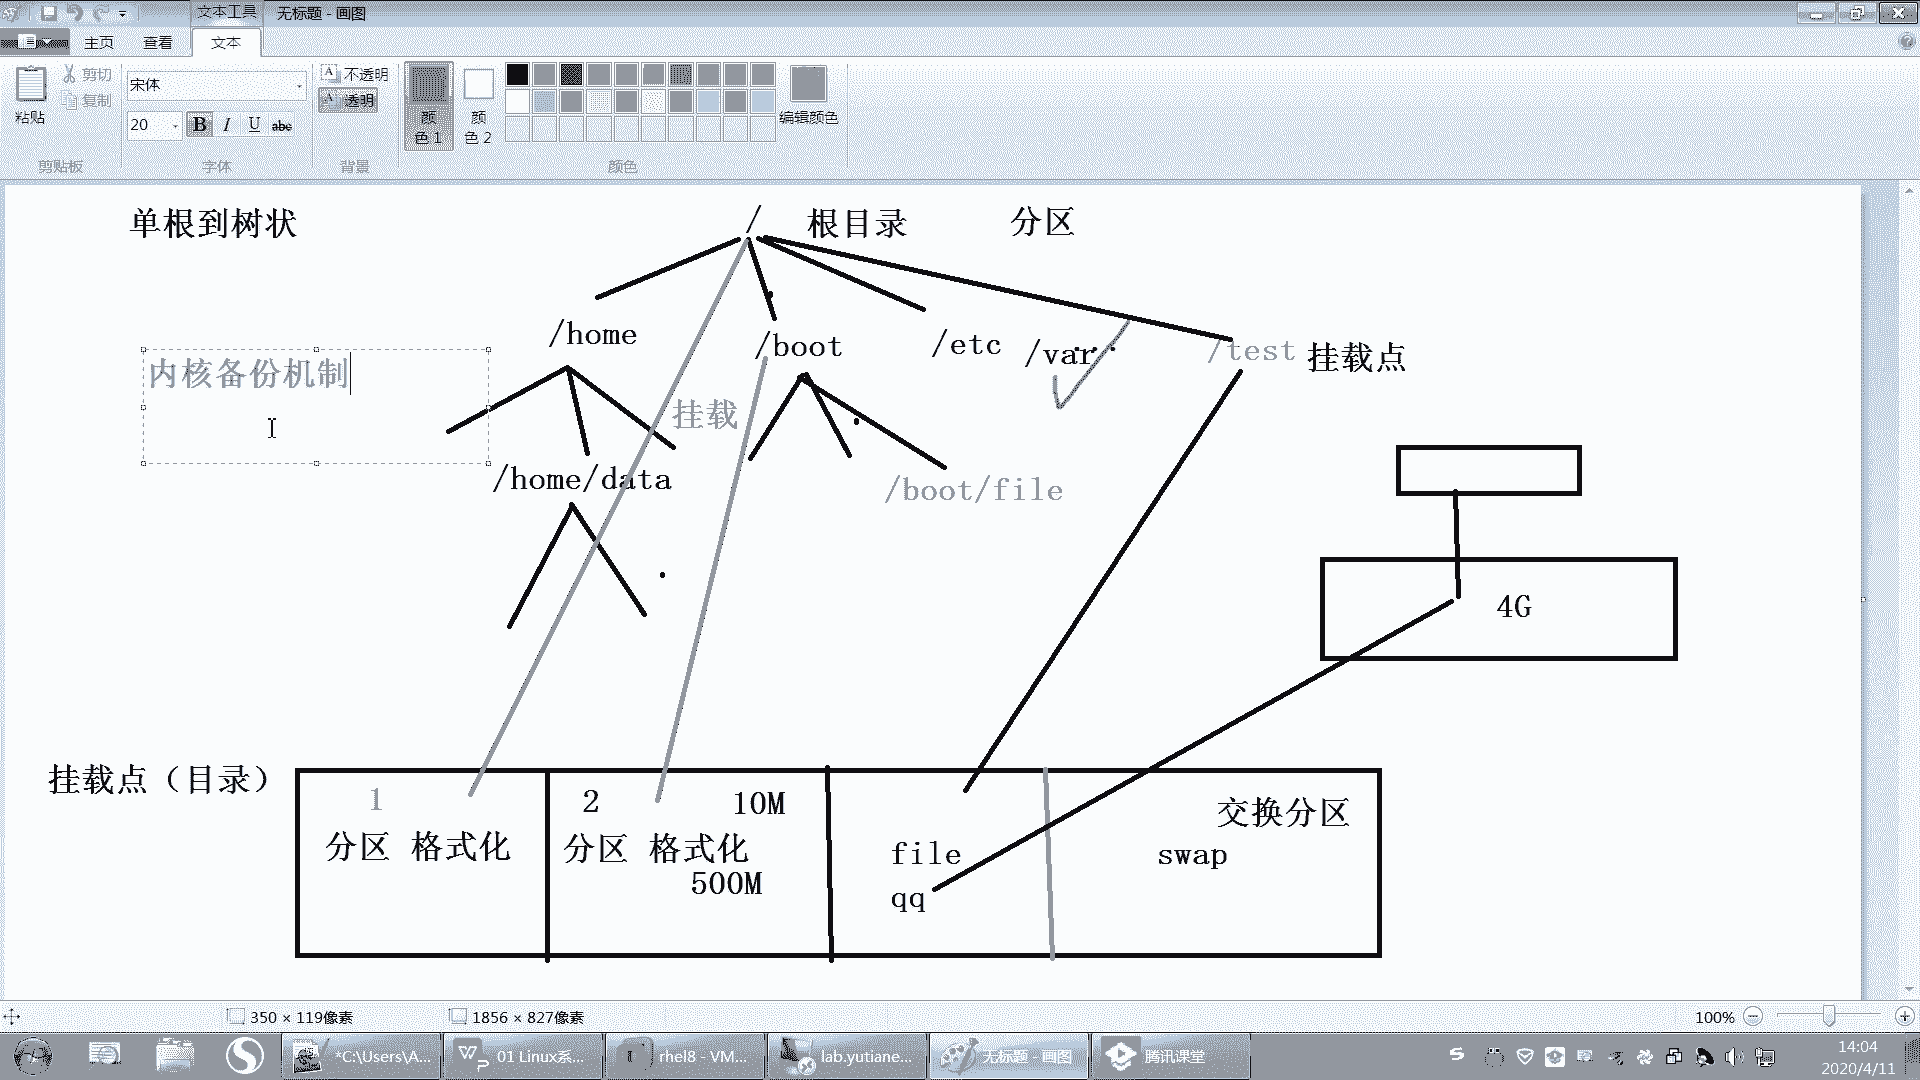 文本工具 无标题 - 画图
主页 查看 文本
粘贴 剪切
复制
剪贴板
宋体
20 B I U abc
字体
不透明
透明
背景
颜色 1
颜色 2
编辑颜色
颜色
单根到树状
/ 根目录 分区
/home /boot /etc /var /test 挂载点
内核备份机制
挂载
/home/data /boot/file
4G
挂载点（目录）
1
分区 格式化
2 10M
分区 格式化
500M
file
qq
交换分区
swap
350 × 119像素 1856 × 827像素 100%
*C:\Users\A... 01 Linux系... rhel8 - VM... lab.yutiane... 无标题 - 画图 腾讯课堂
14:04
2020/4/11